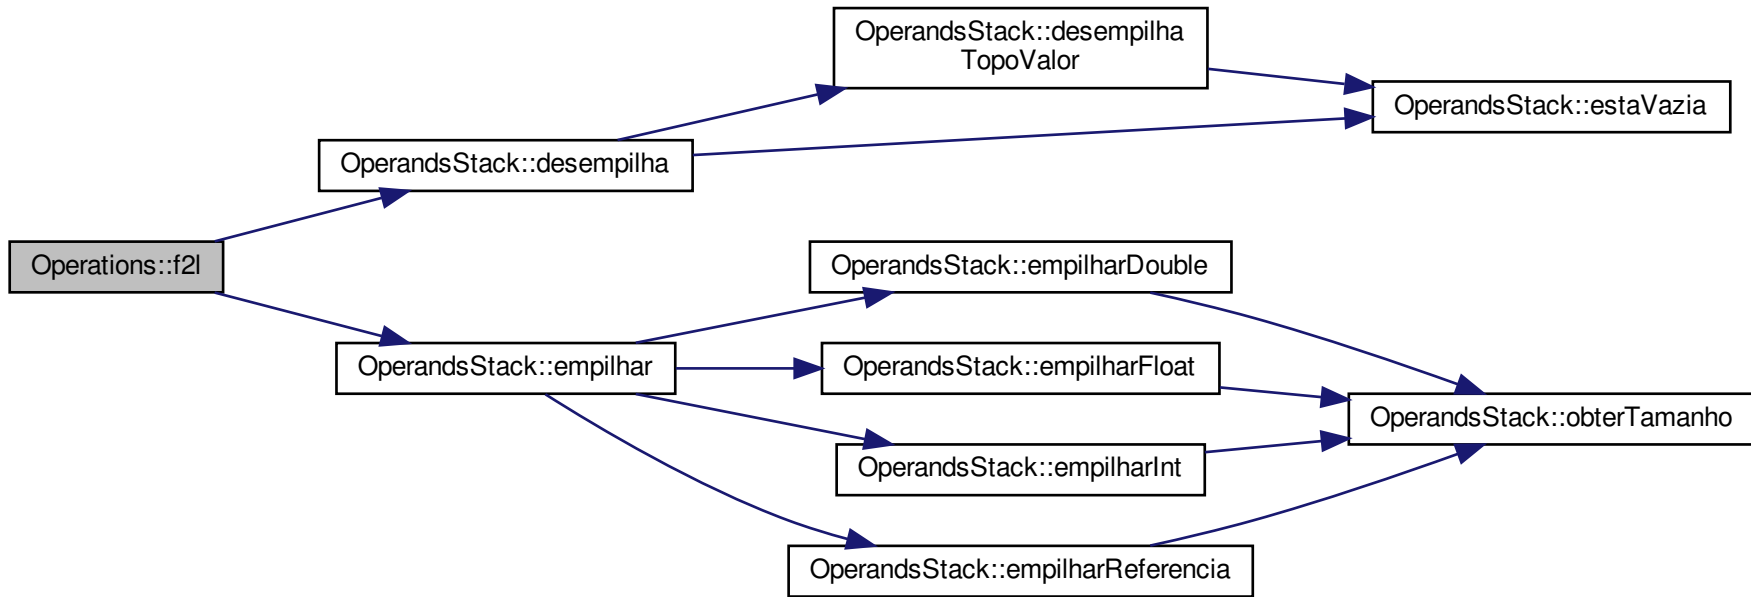 OperandsStack::desempilha
TopoValor
OperandsStack::estaVazia
OperandsStack::desempilha
Operations::f2l
OperandsStack::empilharDouble
OperandsStack::empilhar
OperandsStack::empilharFloat
OperandsStack::obterTamanho
OperandsStack::empilharInt
OperandsStack::empilharReferencia